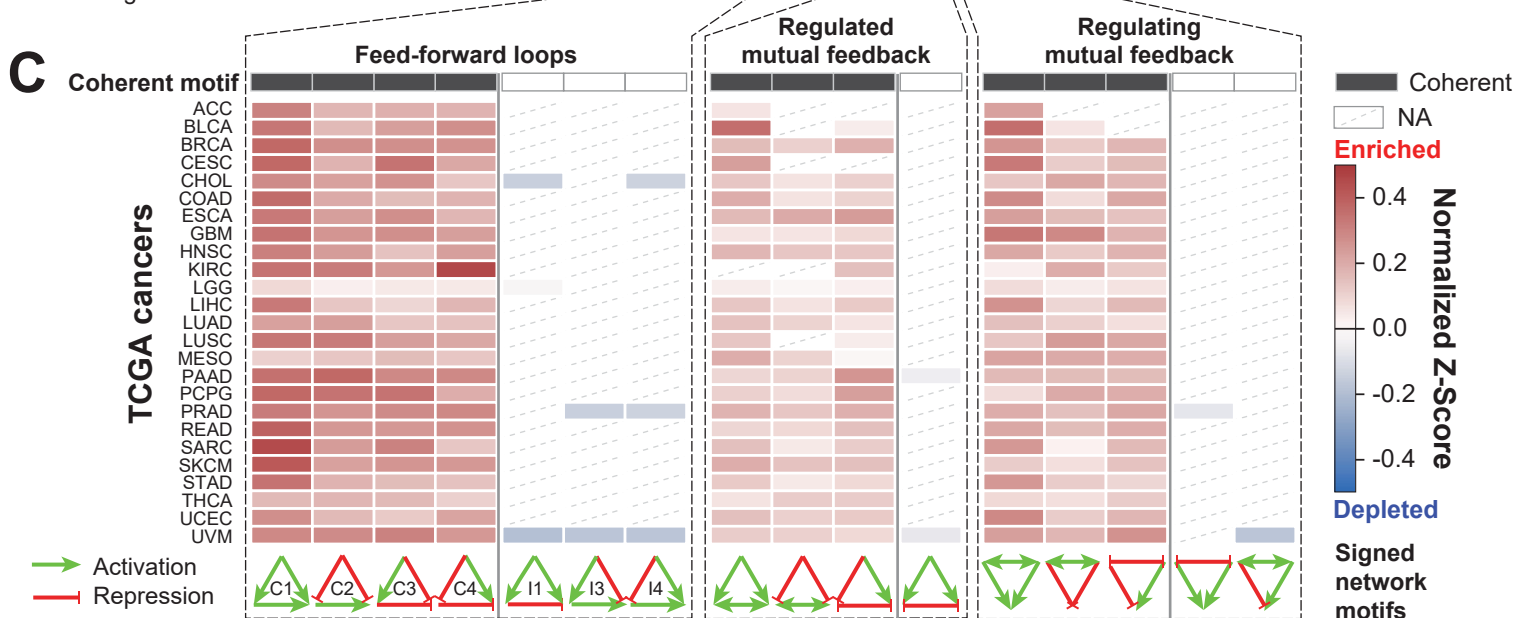 C
Feed-forward loops
Regulated
mutual feedback
Regulating
mutual feedback
Coherent motif
Coherent
NA
Enriched
TCGA cancers
ACC
BLCA
BRCA
CESC
CHOL
COAD
ESCA
GBM
HNSC
KIRC
LGG
LIHC
LUAD
LUSC
MESO
PAAD
PCPG
PRAD
READ
SARC
SKCM
STAD
THCA
UCEC
UVM
0.4
0.2
0.0
-0.2
-0.4
Normalized Z-Score
Depleted
Activation
Repression
C1 C2 C3 C4 I1 I3 I4
Signed
network
motifs